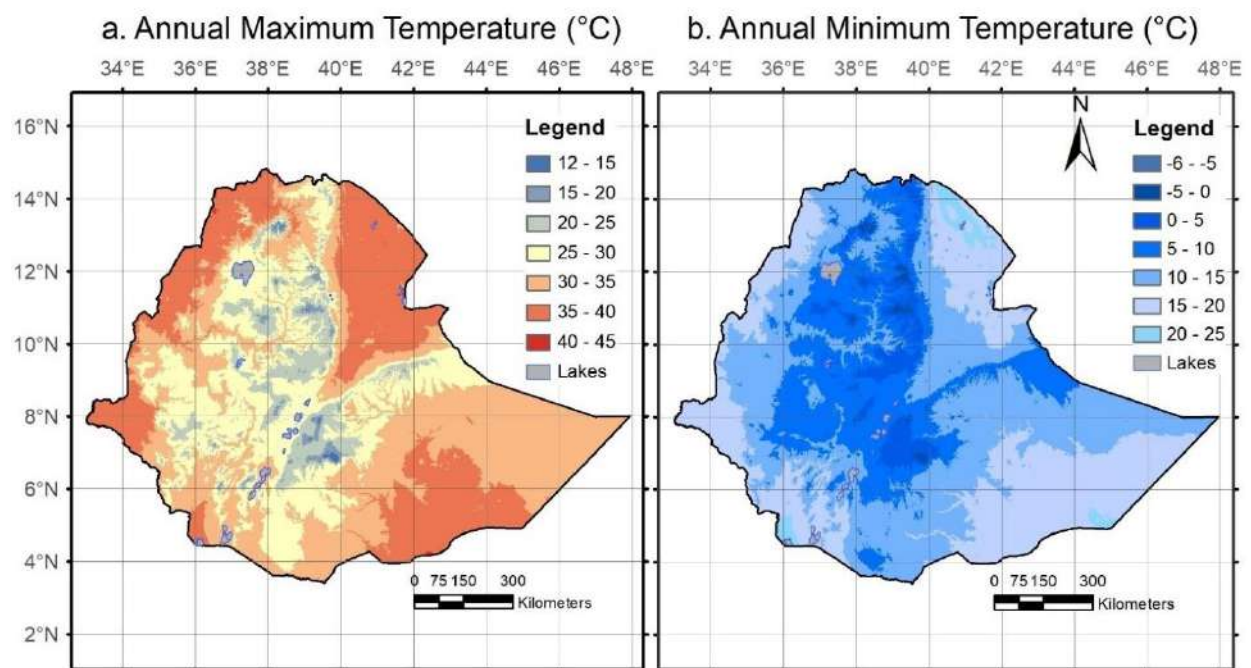 a. Annual Maximum Temperature (°C)
34°E 36°E 38°E 40°E 42°E 44°E 46°E 48°E
16°N
14°N
12°N
10°N
8°N
6°N
4°N
2°N
Legend
12 - 15
15 - 20
20 - 25
25 - 30
30 - 35
35 - 40
40 - 45
Lakes
0 75 150 300
Kilometers
b. Annual Minimum Temperature (°C)
34°E 36°E 38°E 40°E 42°E 44°E 46°E 48°E
N
Legend
-6 - -5
-5 - 0
0 - 5
5 - 10
10 - 15
15 - 20
20 - 25
Lakes
0 75 150 300
Kilometers